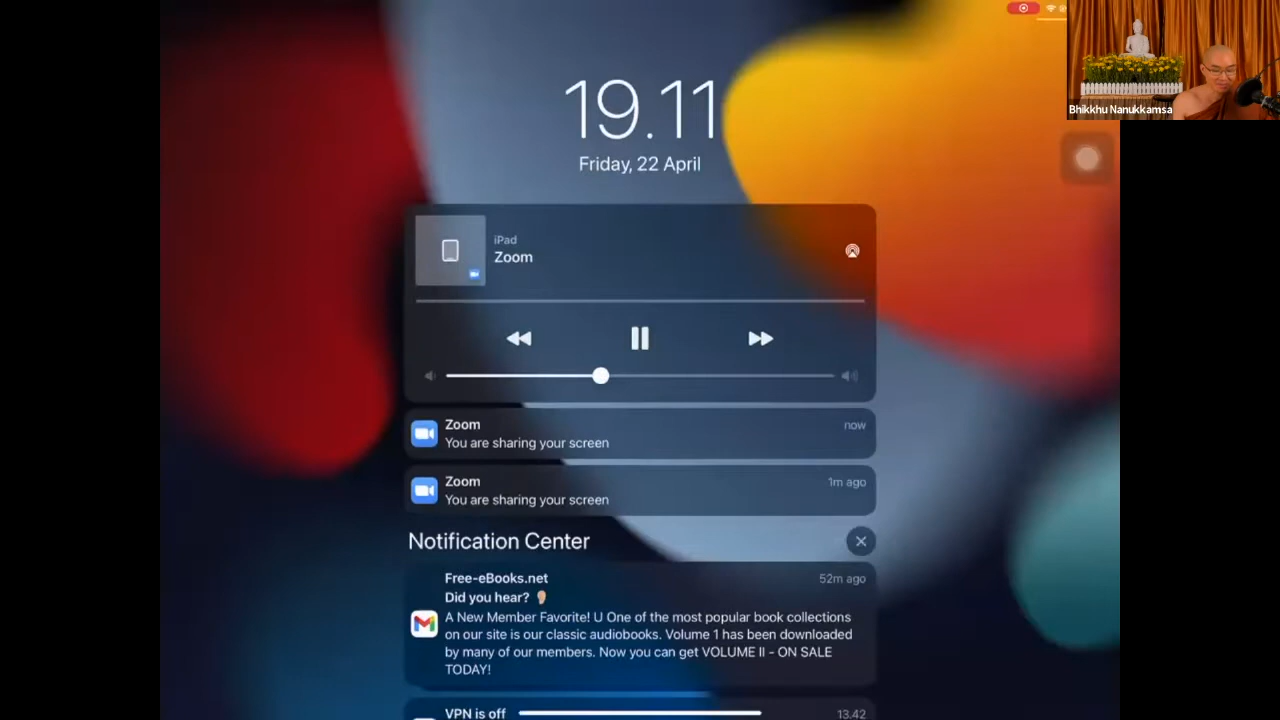 Bhikkhu Nanukkamsa
19.11
Friday, 22 April
iPad
Zoom
Zoom
now
You are sharing your screen
Zoom
1m ago
You are sharing your screen
Notification Center
Free-eBooks.net
52m ago
Did you hear? 👂
A New Member Favorite! U One of the most popular book collections
on our site is our classic audiobooks. Volume 1 has been downloaded
by many of our members. Now you can get VOLUME II - ON SALE
TODAY!
VPN is off
13.42